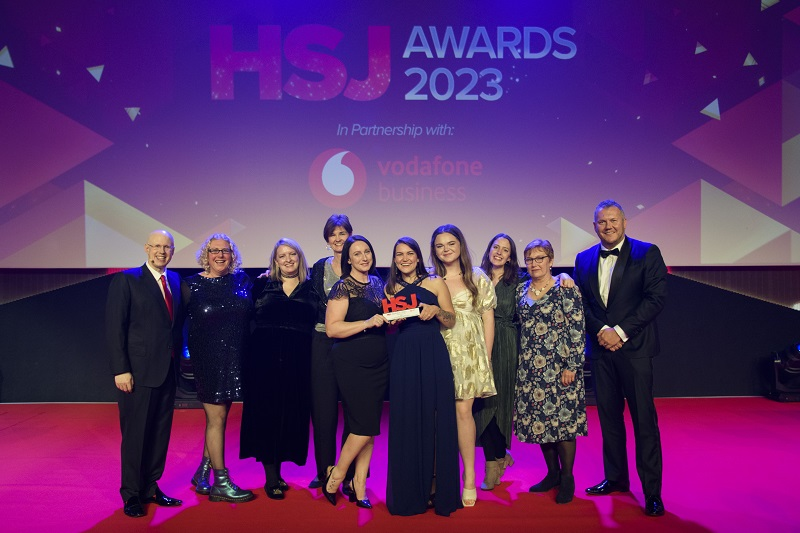 HSJ AWARDS
2023
In Partnership with:
vodafone
business
HSJ